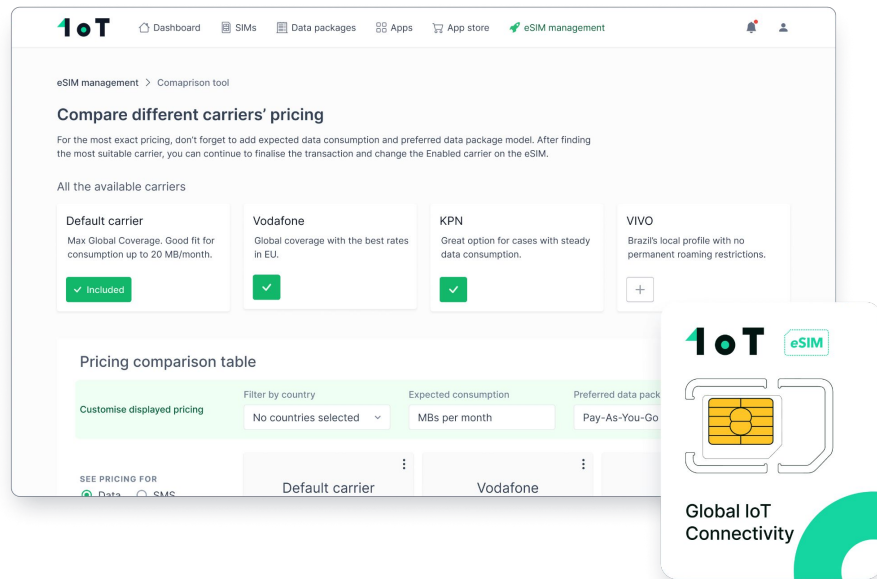 1oT
Dashboard SIMs Data packages Apps App store eSIM management
eSIM management > Comaprison tool
Compare different carriers' pricing
For the most exact pricing, don't forget to add expected data consumption and preferred data package model. After finding
the most suitable carrier, you can continue to finalise the transaction and change the Enabled carrier on the eSIM.
All the available carriers
Default carrier
Max Global Coverage. Good fit for
consumption up to 20 MB/month.
Included
Vodafone
Global coverage with the best rates
in EU.
KPN
Great option for cases with steady
data consumption.
VIVO
Brazil's local profile with no
permanent roaming restrictions.
Pricing comparison table
Customise displayed pricing
Filter by country
No countries selected
Expected consumption
MBs per month
Preferred data pack
Pay-As-You-Go
SEE PRICING FOR
Data SMS
Default carrier
Vodafone
1oT eSIM
Global IoT
Connectivity